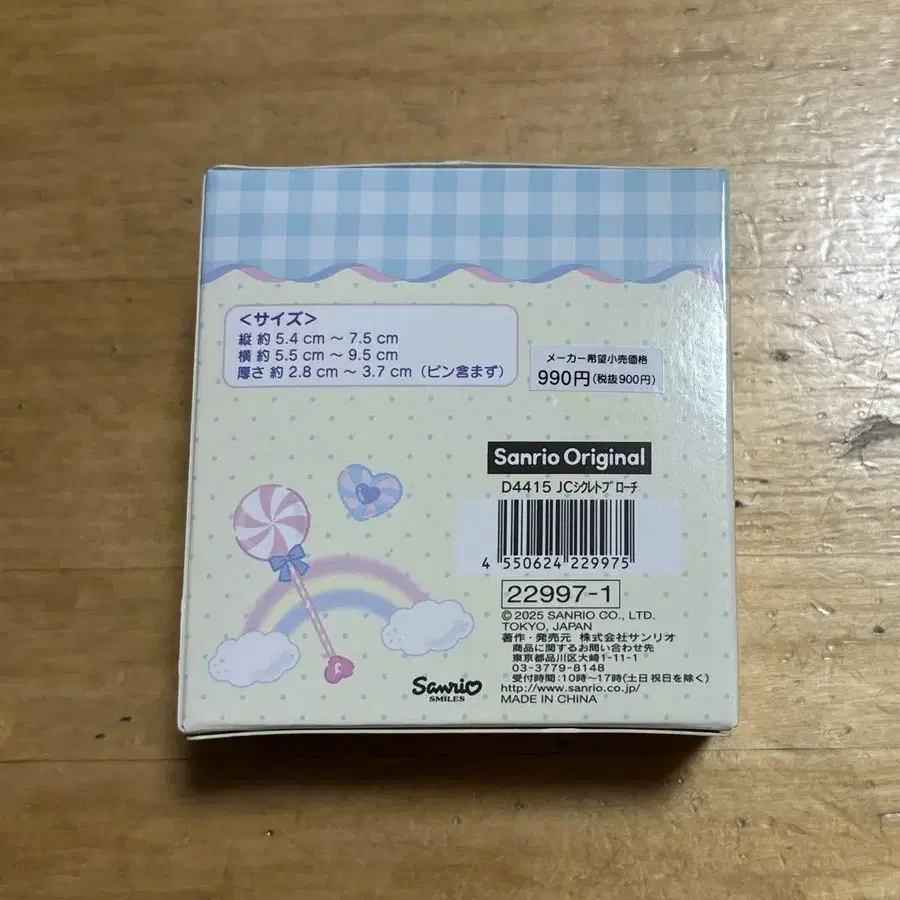 <サイズ>
縦 約 5.4 cm ～ 7.5 cm
横 約 5.5 cm ～ 9.5 cm
厚さ 約 2.8 cm ～ 3.7 cm（ピン含まず）
メーカー希望小売価格
990円(税抜900円)
Sanrio Original
D4415 JCｼｸﾚﾄﾌﾞﾛｰﾁ
4 550624 229975
22997-1
©2025 SANRIO CO., LTD.
TOKYO, JAPAN
著作・発売元 株式会社サンリオ
商品に関するお問い合わせ先
東京都品川区大崎1-11-1
03-3779-8148
受付時間:10時～17時(土日祝日を除く)
http://www.sanrio.co.jp/
MADE IN CHINA
Sanrio
SMILES